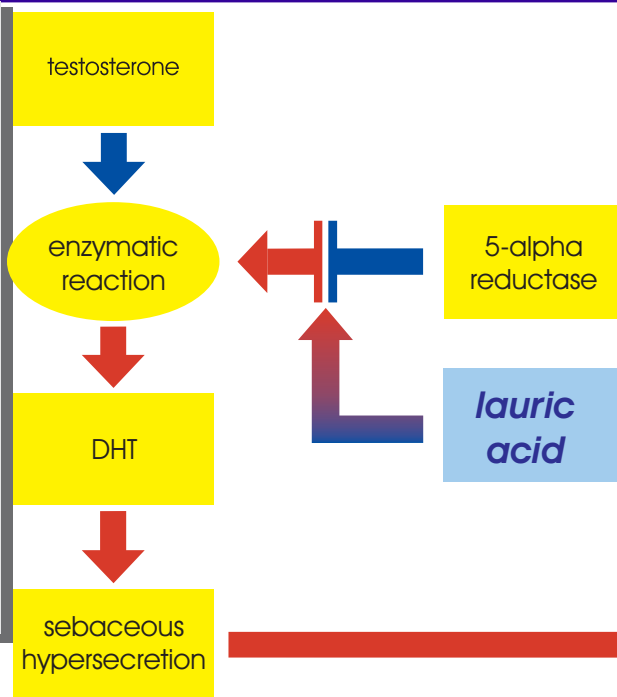 testosterone
enzymatic
reaction
5-alpha
reductase
lauric
acid
DHT
sebaceous
hypersecretion